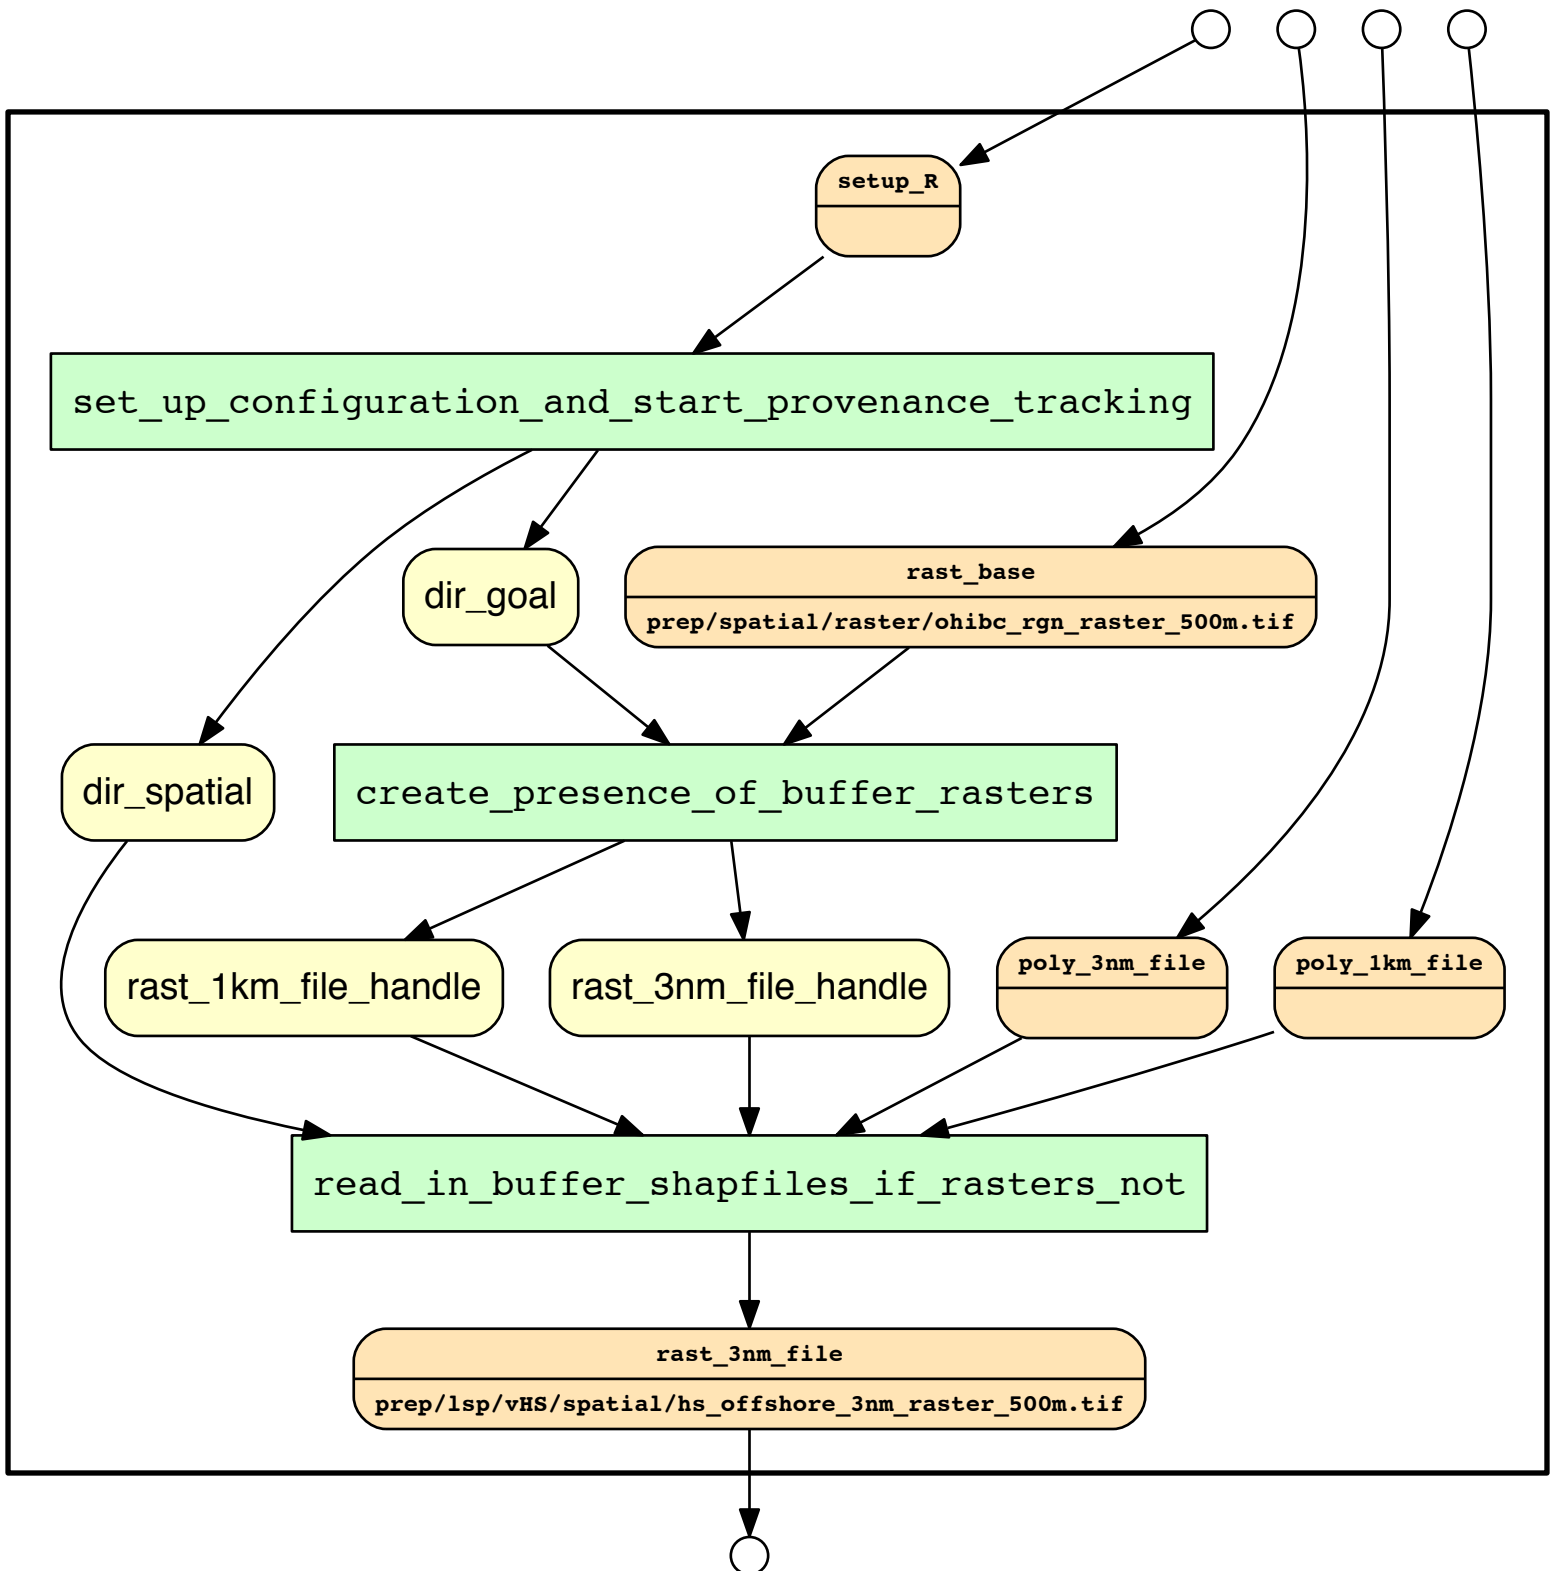 setup_R
set_up_configuration_and_start_provenance_tracking
dir_goal
rast_base
prep/spatial/raster/ohibc_rgn_raster_500m.tif
dir_spatial
create_presence_of_buffer_rasters
rast_1km_file_handle
rast_3nm_file_handle
poly_3nm_file
poly_1km_file
read_in_buffer_shapfiles_if_rasters_not
rast_3nm_file
prep/lsp/vHS/spatial/hs_offshore_3nm_raster_500m.tif